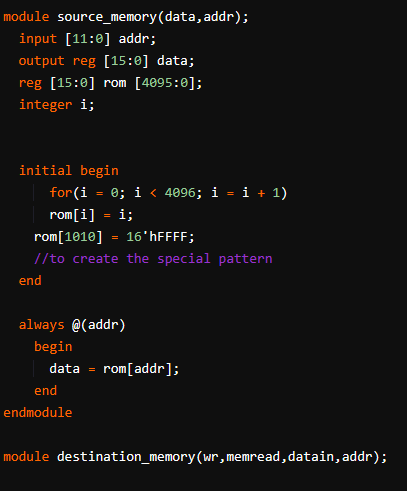 module source_memory(data,addr);
  input [11:0] addr;
  output reg [15:0] data;
  reg [15:0] rom [4095:0];
  integer i;
  initial begin
      for(i = 0; i < 4096; i = i + 1)
      rom[i] = i;
    rom[1010] = 16'hFFFF;
    //to create the special pattern
  end
  always @(addr)
    begin
      data = rom[addr];
    end
endmodule
module destination_memory(wr,memread,datain,addr);